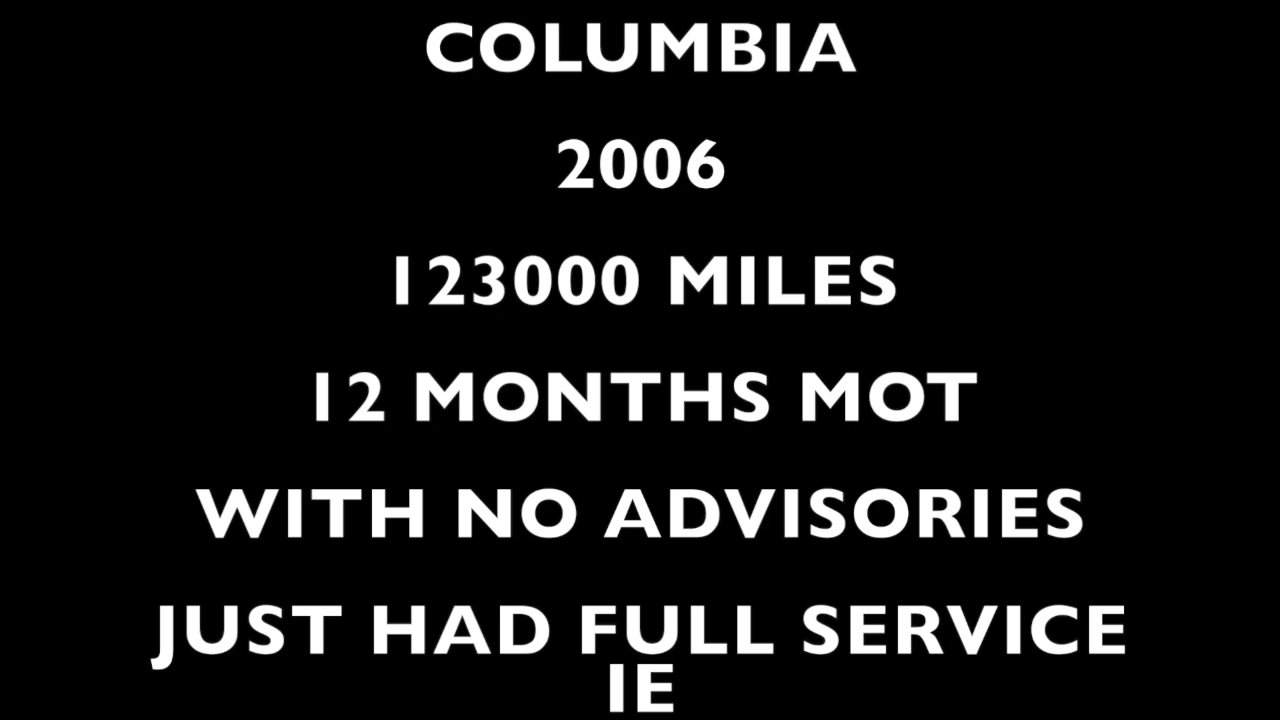 COLUMBIA
2006
123000 MILES
12 MONTHS MOT
WITH NO ADVISORIES
JUST HAD FULL SERVICE
IE